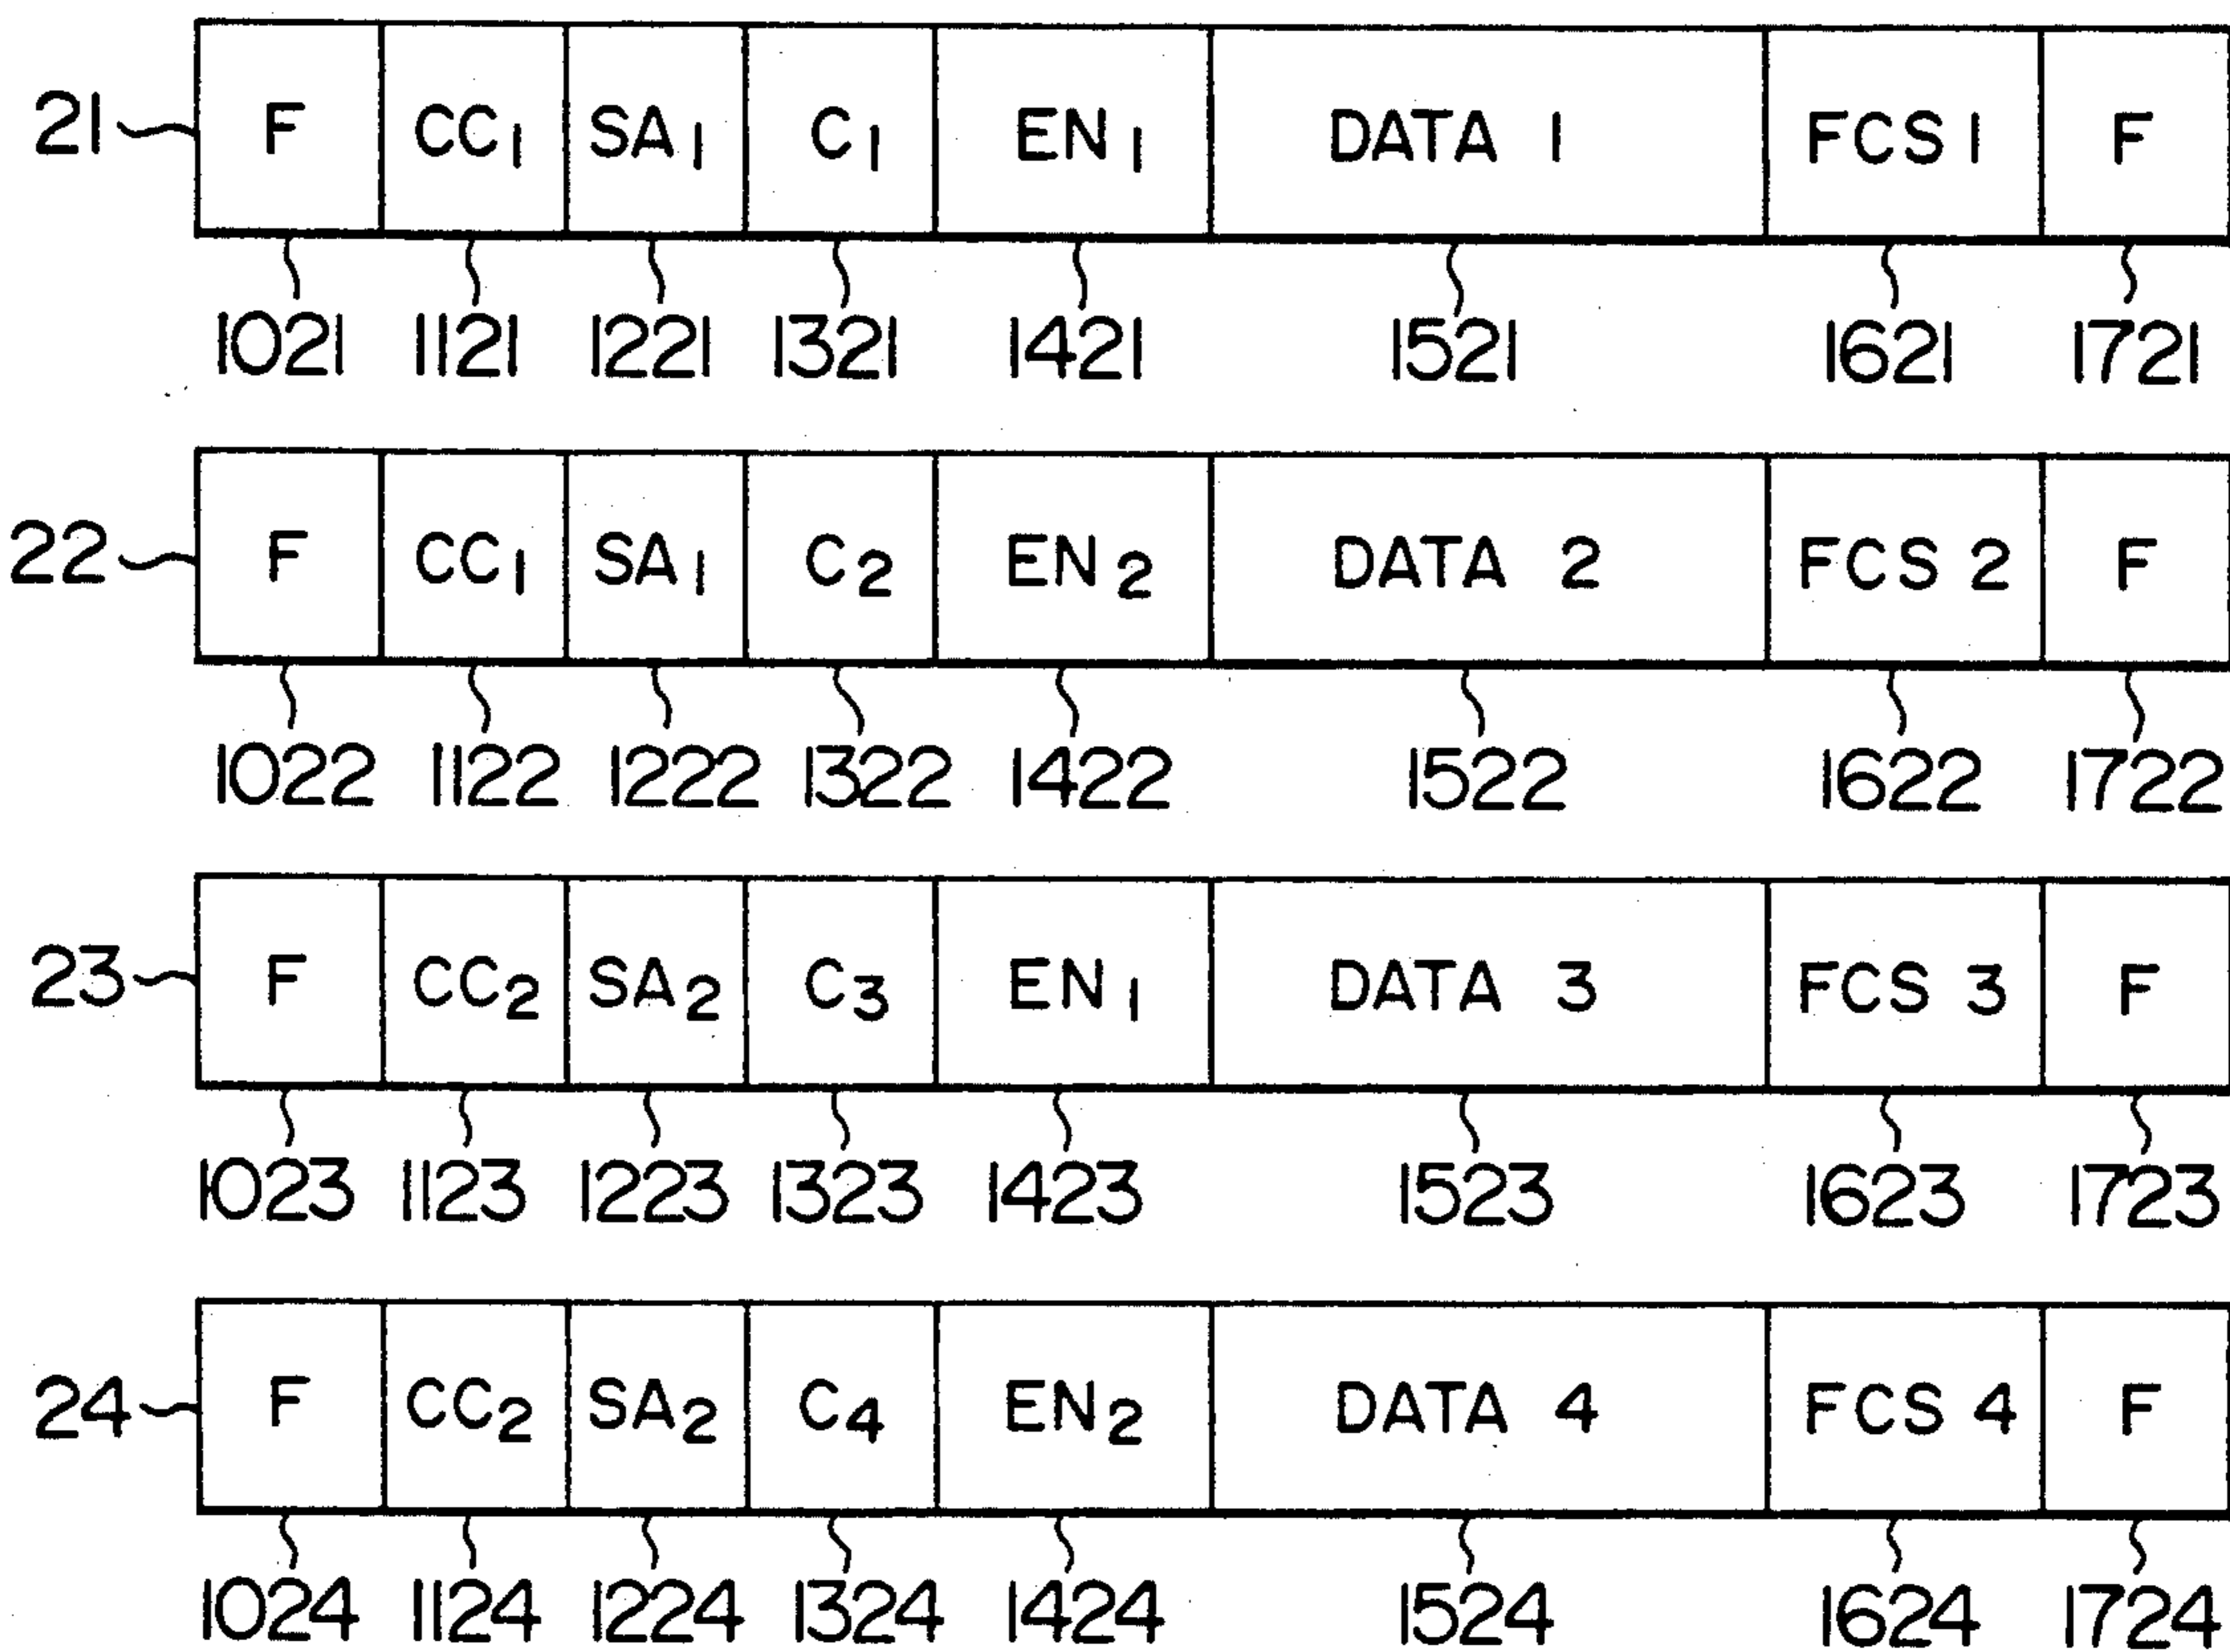 21 F CC₁ SA₁ C₁ EN₁ DATA 1 FCS 1 F
1021 1121 1221 1321 1421 1521 1621 1721
22 F CC₁ SA₁ C₂ EN₂ DATA 2 FCS 2 F
1022 1122 1222 1322 1422 1522 1622 1722
23 F CC₂ SA₂ C₃ EN₁ DATA 3 FCS 3 F
1023 1123 1223 1323 1423 1523 1623 1723
24 F CC₂ SA₂ C₄ EN₂ DATA 4 FCS 4 F
1024 1124 1224 1324 1424 1524 1624 1724